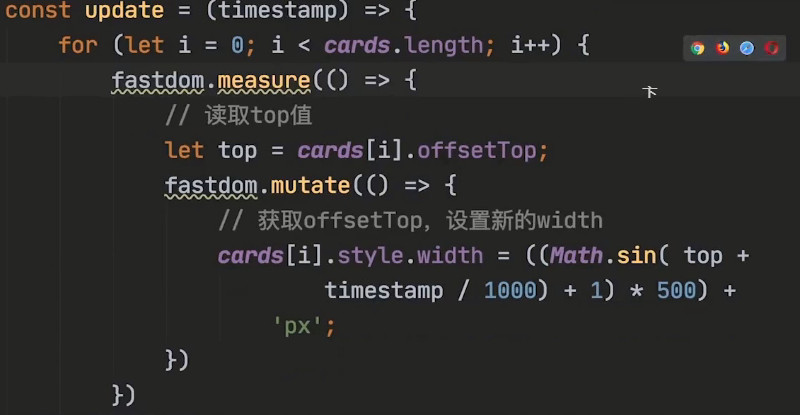 const update = (timestamp) => {
for (let i = 0; i < cards.length; i++) {
fastdom.measure(() => {
// 读取top值
let top = cards[i].offsetTop;
fastdom.mutate(() => {
// 获取offsetTop，设置新的width
cards[i].style.width = ((Math.sin( top +
timestamp / 1000) + 1) * 500) +
'px';
})
})